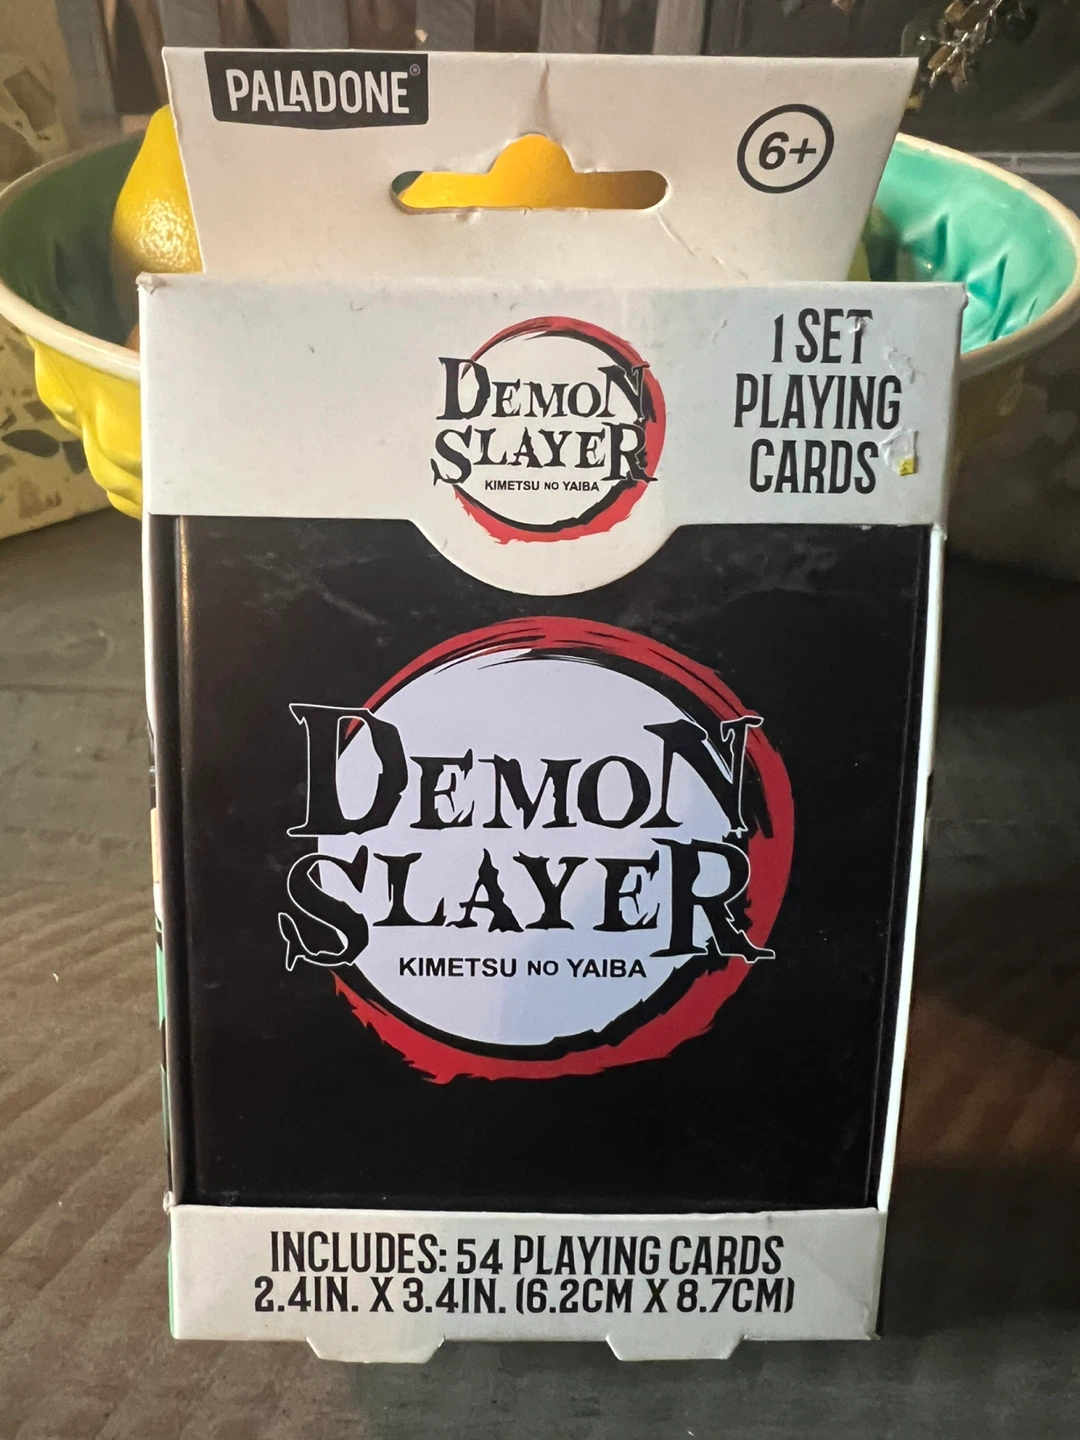 PALADONE®
6+
DEMON
SLAYER
KIMETSU NO YAIBA
1 SET
PLAYING
CARDS
DEMON
SLAYER
KIMETSU NO YAIBA
INCLUDES: 54 PLAYING CARDS
2.4IN. X 3.4IN. (6.2CM X 8.7CM)